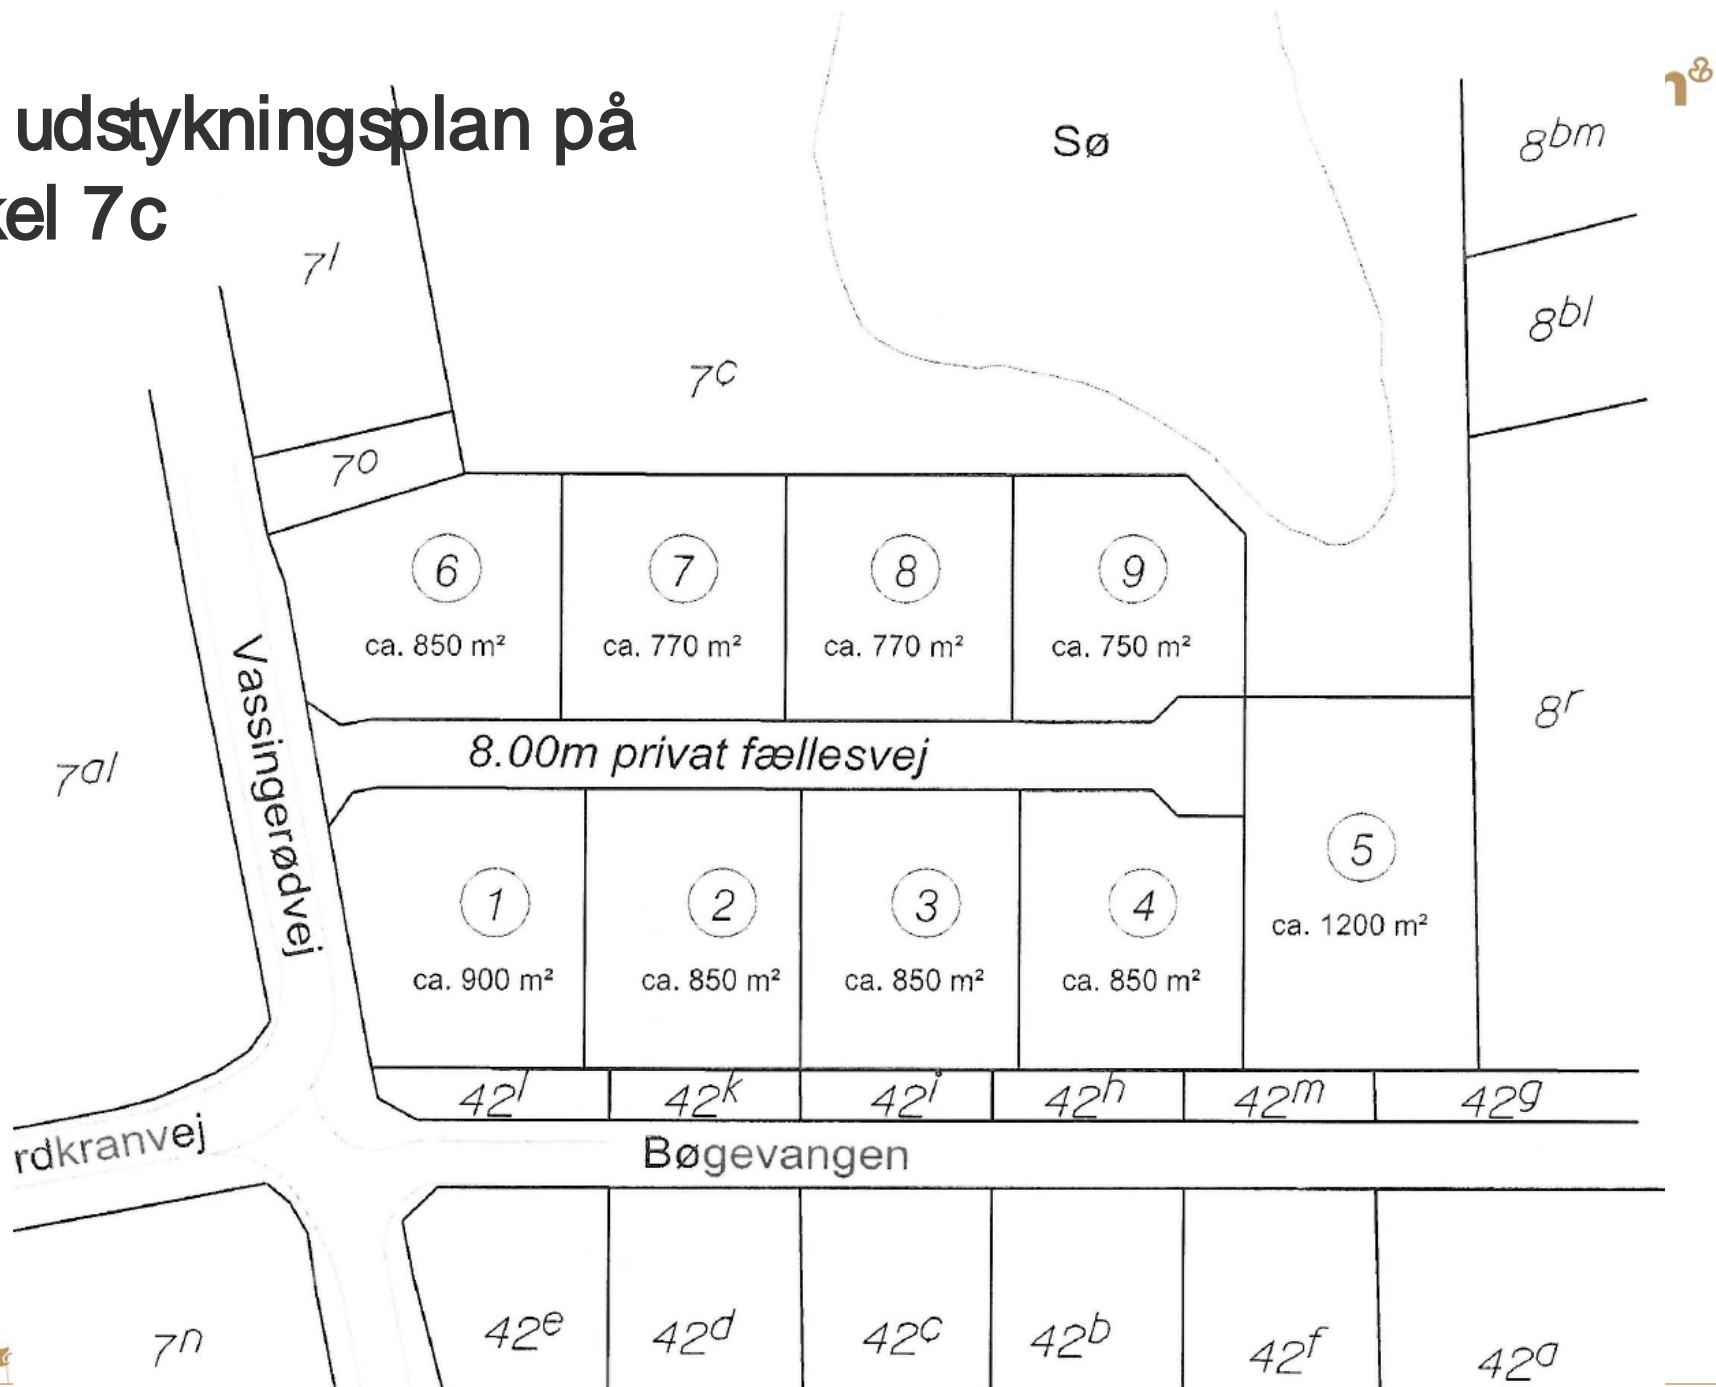 udstykningsplan på
kel 7c
Sø
8bm
7l
8bl
7c
7o
6
7
8
9
ca. 850 m²
ca. 770 m²
ca. 770 m²
ca. 750 m²
8r
Vassingerødvej
8.00m privat fællesvej
7al
5
1
2
3
4
ca. 1200 m²
ca. 900 m²
ca. 850 m²
ca. 850 m²
ca. 850 m²
42l
42k
42i
42h
42m
42g
rdkranvej
Bøgevangen
7n
42e
42d
42c
42b
42f
42a